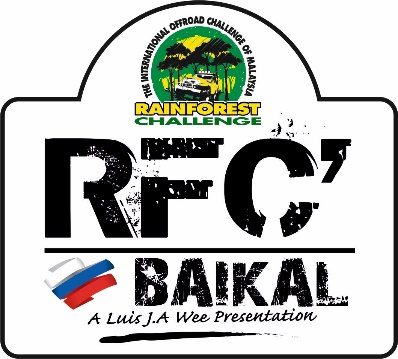 THE INTERNATIONAL OFFROAD CHALLENGE OF MALAYSIA
RAINFOREST
CHALLENGE
RFC'
BAIKAL
A Luis J.A Wee Presentation